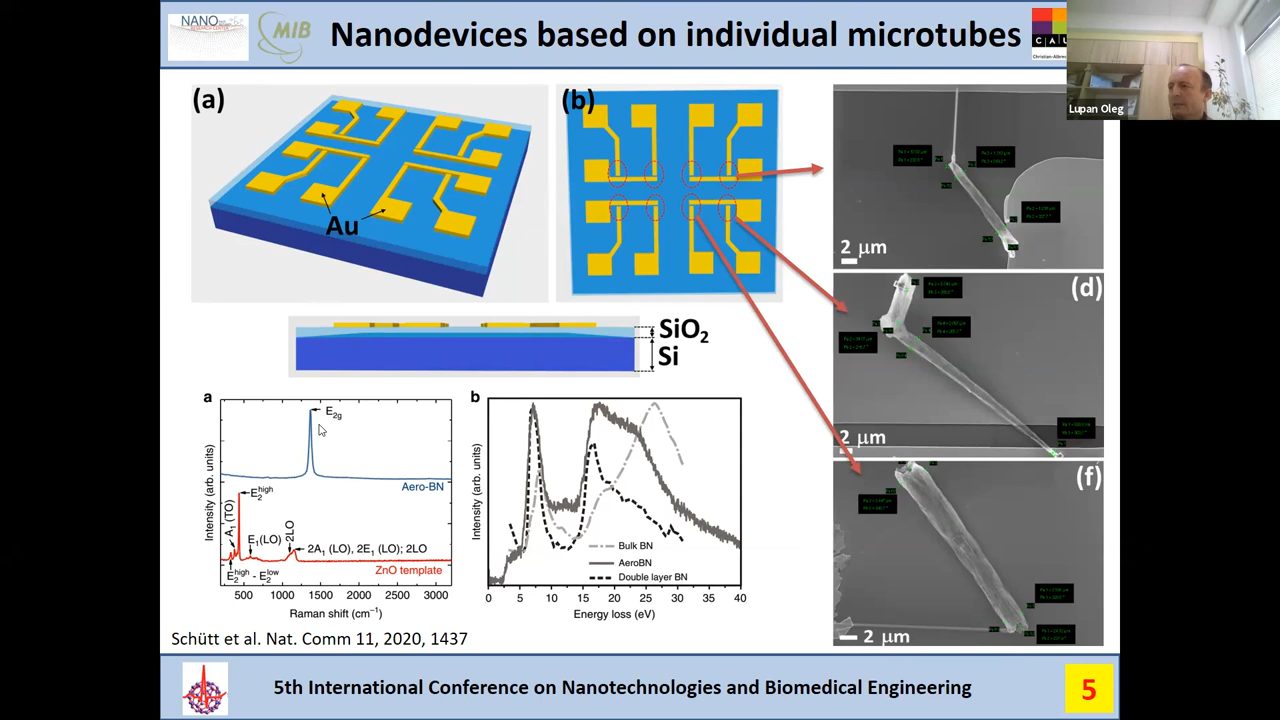 NANO
RESEARCH CENTER
MIB
Nanodevices based on individual microtubes
C A U
Lupan Oleg
(a)
Au
(b)
2 μm
(d)
2 μm
(f)
2 μm
SiO2
Si
a
E2g
Aero-BN
E2high
A1 (TO)
E1(LO)
2LO
2A1 (LO), 2E1 (LO); 2LO
E2high - E2low
ZnO template
Intensity (arb. units)
500 1000 1500 2000 2500 3000
Raman shift (cm−1)
b
Intensity (arb. units)
Bulk BN
AeroBN
Double layer BN
0 5 10 15 20 25 30 35 40
Energy loss (eV)
Schütt et al. Nat. Comm 11, 2020, 1437
5th International Conference on Nanotechnologies and Biomedical Engineering
5